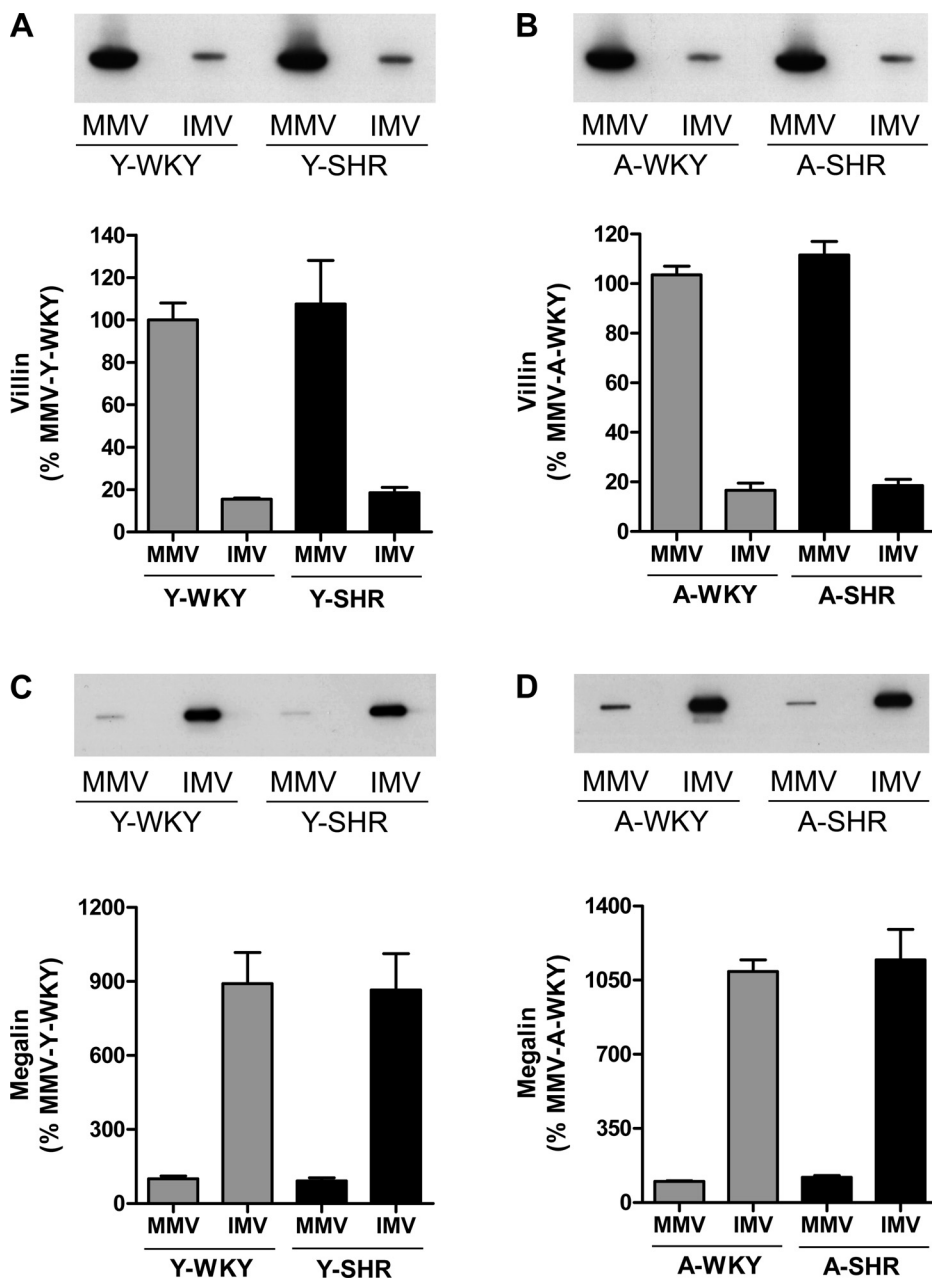 A
MMV IMV MMV IMV
Y-WKY Y-SHR
Villin
(% MMV-Y-WKY)
140
120
100
80
60
40
20
0
MMV IMV MMV IMV
Y-WKY Y-SHR
B
MMV IMV MMV IMV
A-WKY A-SHR
Villin
(% MMV-A-WKY)
120
100
80
60
40
20
0
MMV IMV MMV IMV
A-WKY A-SHR
C
MMV IMV MMV IMV
Y-WKY Y-SHR
Megalin
(% MMV-Y-WKY)
1200
900
600
300
0
MMV IMV MMV IMV
Y-WKY Y-SHR
D
MMV IMV MMV IMV
A-WKY A-SHR
Megalin
(% MMV-A-WKY)
1400
1050
700
350
0
MMV IMV MMV IMV
A-WKY A-SHR